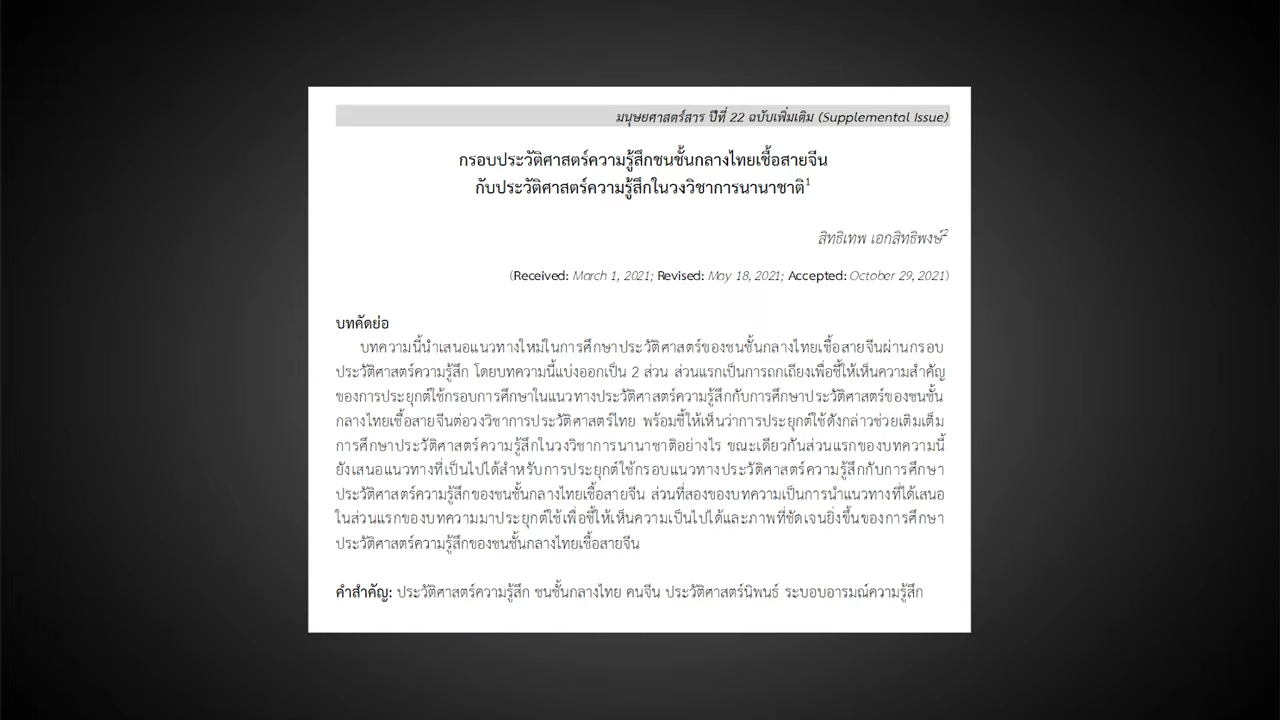 มนุษยศาสตร์สาร ปีที่ 22 ฉบับเพิ่มเติม (Supplemental Issue)
กรอบประวัติศาสตร์ความรู้สึกชนชั้นกลางไทยเชื้อสายจีน
กับประวัติศาสตร์ความรู้สึกในวงวิชาการนานาชาติ¹
สิทธิเทพ เอกสิทธิพงษ์²
(Received: March 1, 2021; Revised: May 18, 2021; Accepted: October 29, 2021)
บทคัดย่อ
บทความนี้นำเสนอแนวทางใหม่ในการศึกษาประวัติศาสตร์ของชนชั้นกลางไทยเชื้อสายจีนผ่านกรอบ
ประวัติศาสตร์ความรู้สึก โดยบทความนี้แบ่งออกเป็น 2 ส่วน ส่วนแรกเป็นการถกเถียงเพื่อชี้ให้เห็นความสำคัญ
ของการประยุกต์ใช้กรอบการศึกษาในแนวทางประวัติศาสตร์ความรู้สึกกับการศึกษาประวัติศาสตร์ของชนชั้น
กลางไทยเชื้อสายจีนต่อวงวิชาการประวัติศาสตร์ไทย พร้อมชี้ให้เห็นว่าการประยุกต์ใช้ดังกล่าวช่วยเติมเต็ม
การศึกษาประวัติศาสตร์ความรู้สึกในวงวิชาการนานาชาติอย่างไร ขณะเดียวกันส่วนแรกของบทความนี้
ยังเสนอแนวทางที่เป็นไปได้สำหรับการประยุกต์ใช้กรอบแนวทางประวัติศาสตร์ความรู้สึกกับการศึกษา
ประวัติศาสตร์ความรู้สึกของชนชั้นกลางไทยเชื้อสายจีน ส่วนที่สองของบทความเป็นการนำแนวทางที่ได้เสนอ
ในส่วนแรกของบทความมาประยุกต์ใช้เพื่อชี้ให้เห็นความเป็นไปได้และภาพที่ชัดเจนยิ่งขึ้นของการศึกษา
ประวัติศาสตร์ความรู้สึกของชนชั้นกลางไทยเชื้อสายจีน
คำสำคัญ: ประวัติศาสตร์ความรู้สึก ชนชั้นกลางไทย คนจีน ประวัติศาสตร์นิพนธ์ ระบอบอารมณ์ความรู้สึก